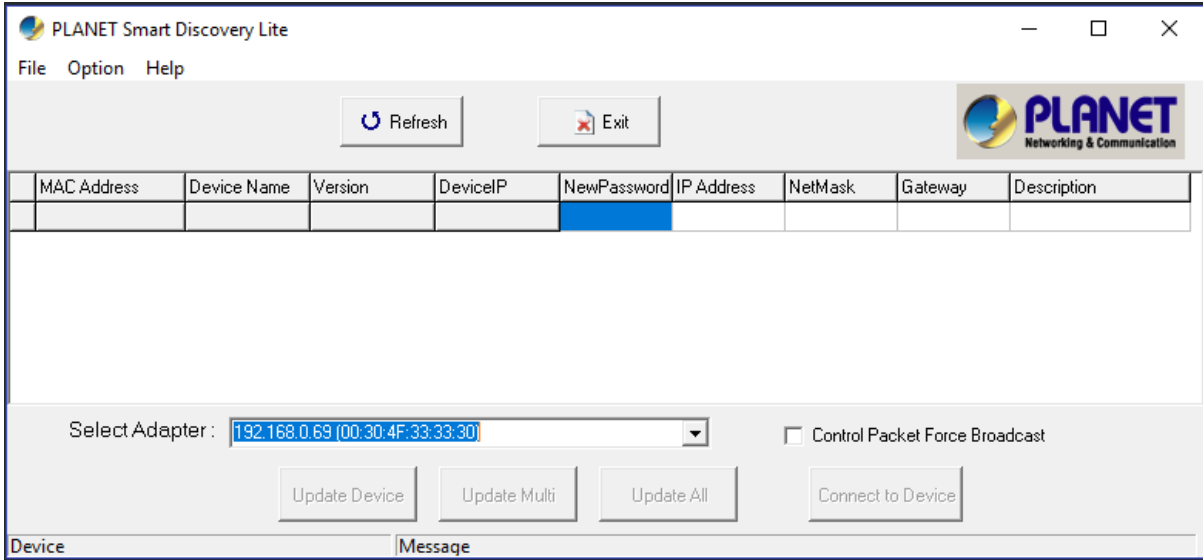 PLANET Smart Discovery Lite
File Option Help
Refresh Exit
PLANET
Networking & Communication
MAC Address Device Name Version DeviceIP NewPassword IP Address NetMask Gateway Description
Select Adapter : 192.168.0.69 (00:30:4F:33:33:30) Control Packet Force Broadcast
Update Device Update Multi Update All Connect to Device
Device Message